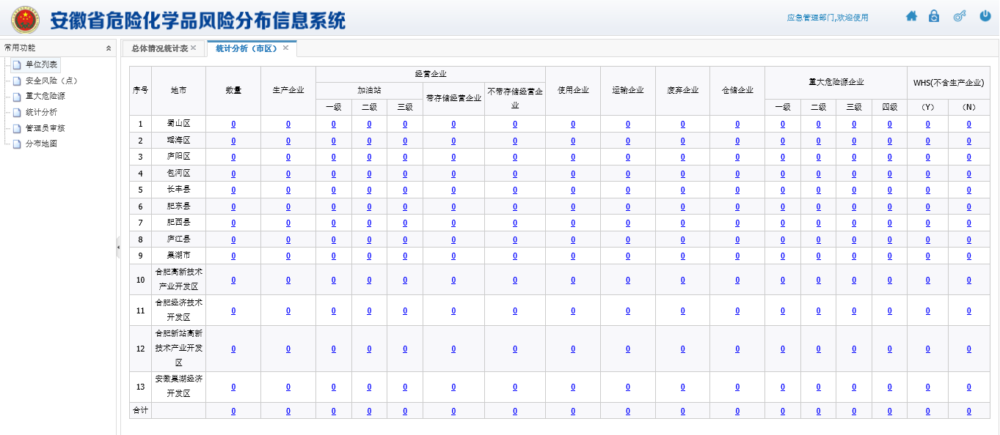 安徽省危险化学品风险分布信息系统
应急管理部门,欢迎使用
常用功能
单位列表
安全风险（点）
重大危险源
统计分析
管理员审核
分布地图
总体情况统计表
统计分析（市区）
序号 地市 数量 生产企业 经营企业 使用企业 运输企业 废弃企业 仓储企业 重大危险源企业 WHS(不含生产企业)
加油站 带存储经营企业 不带存储经营企业
一级 二级 三级 一级 二级 三级 四级 （Y） （N）
1 蜀山区 0 0 0 0 0 0 0 0 0 0 0 0 0 0 0 0 0
2 瑶海区 0 0 0 0 0 0 0 0 0 0 0 0 0 0 0 0 0
3 庐阳区 0 0 0 0 0 0 0 0 0 0 0 0 0 0 0 0 0
4 包河区 0 0 0 0 0 0 0 0 0 0 0 0 0 0 0 0 0
5 长丰县 0 0 0 0 0 0 0 0 0 0 0 0 0 0 0 0 0
6 肥东县 0 0 0 0 0 0 0 0 0 0 0 0 0 0 0 0 0
7 肥西县 0 0 0 0 0 0 0 0 0 0 0 0 0 0 0 0 0
8 庐江县 0 0 0 0 0 0 0 0 0 0 0 0 0 0 0 0 0
9 巢湖市 0 0 0 0 0 0 0 0 0 0 0 0 0 0 0 0 0
10 合肥高新技术产业开发区 0 0 0 0 0 0 0 0 0 0 0 0 0 0 0 0 0
11 合肥经济技术开发区 0 0 0 0 0 0 0 0 0 0 0 0 0 0 0 0 0
12 合肥新站高新技术产业开发区 0 0 0 0 0 0 0 0 0 0 0 0 0 0 0 0 0
13 安徽巢湖经济开发区 0 0 0 0 0 0 0 0 0 0 0 0 0 0 0 0 0
合计 0 0 0 0 0 0 0 0 0 0 0 0 0 0 0 0 0